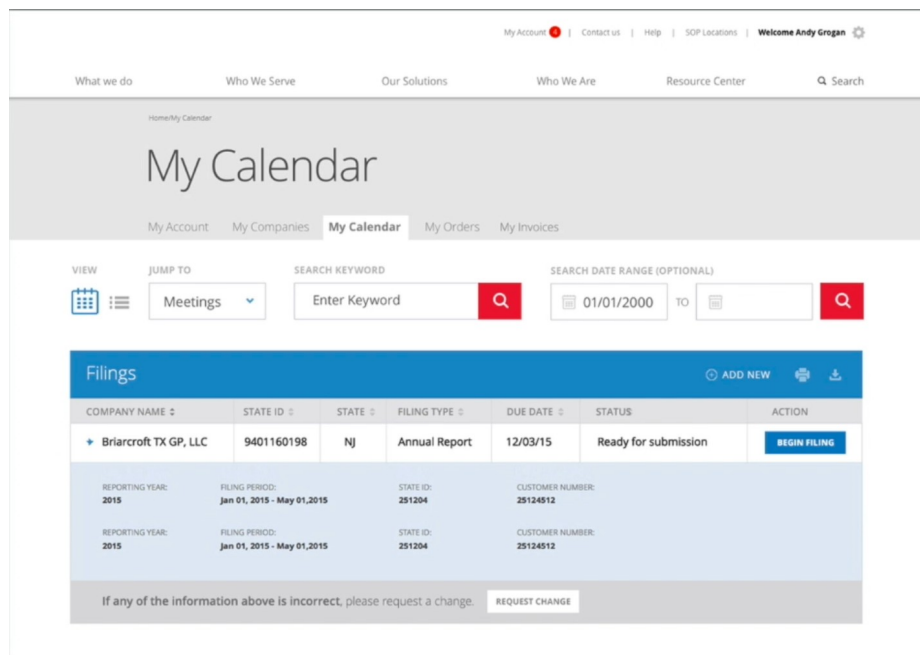 My Account 4 | Contact us | Help | SOP Locations | Welcome Andy Grogan
What we do Who We Serve Our Solutions Who We Are Resource Center Search
Home/My Calendar
My Calendar
My Account My Companies My Calendar My Orders My Invoices
VIEW JUMP TO SEARCH KEYWORD SEARCH DATE RANGE (OPTIONAL)
Meetings Enter Keyword 01/01/2000 TO
Filings ADD NEW
COMPANY NAME STATE ID STATE FILING TYPE DUE DATE STATUS ACTION
+ Briarcroft TX GP, LLC 9401160198 NJ Annual Report 12/03/15 Ready for submission BEGIN FILING
REPORTING YEAR: FILING PERIOD: STATE ID: CUSTOMER NUMBER:
2015 Jan 01, 2015 - May 01,2015 251204 25124512
REPORTING YEAR: FILING PERIOD: STATE ID: CUSTOMER NUMBER:
2015 Jan 01, 2015 - May 01,2015 251204 25124512
If any of the information above is incorrect, please request a change. REQUEST CHANGE